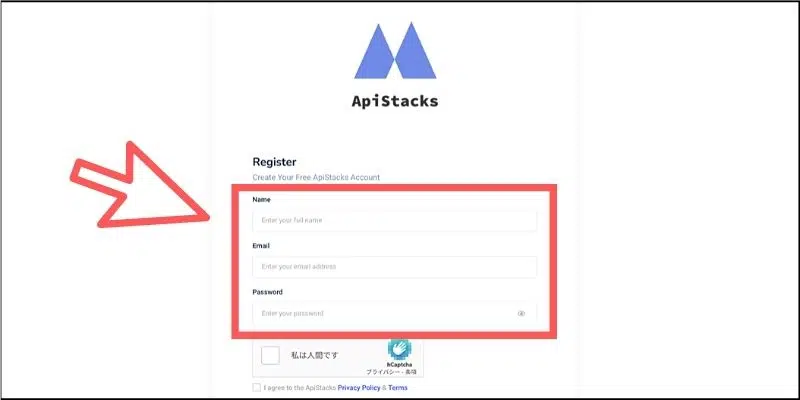 ApiStacks
Register
Create Your Free ApiStacks Account
Name
Enter your full name
Email
Enter your email address
Password
Enter your password
私は人間です
hCaptcha
プライバシー - 条項
I agree to the ApiStacks Privacy Policy & Terms